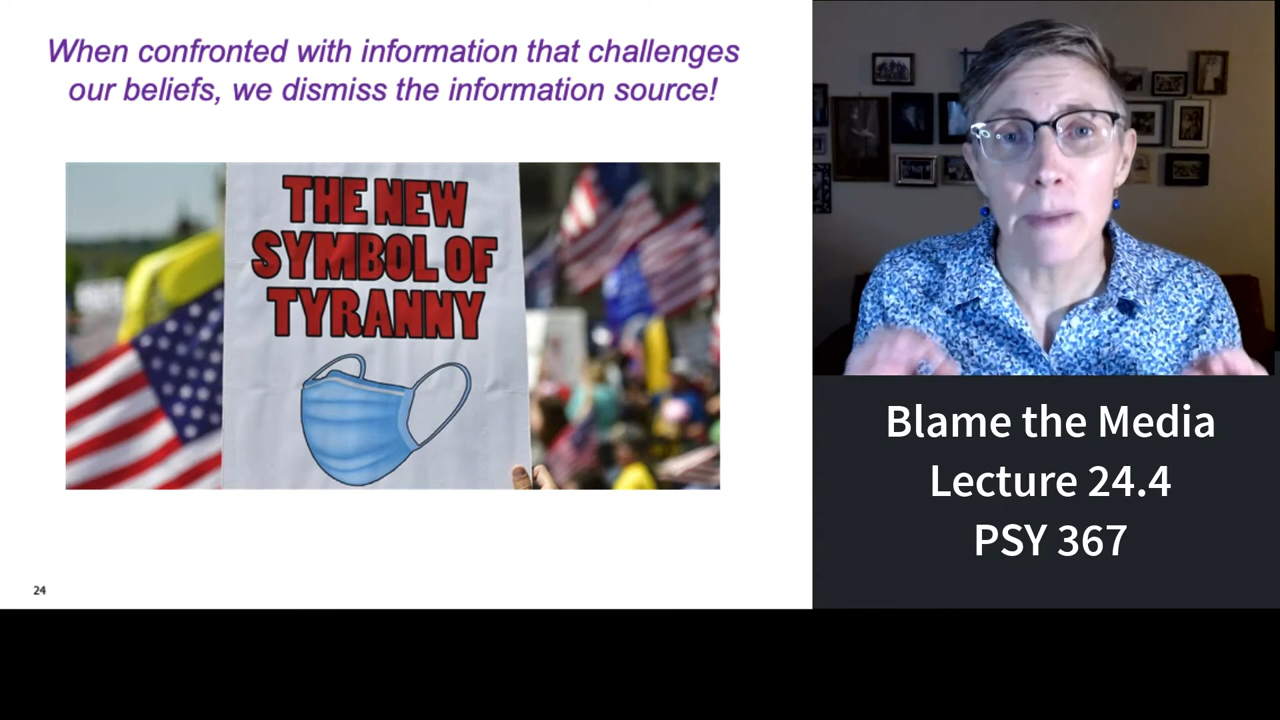 When confronted with information that challenges
our beliefs, we dismiss the information source!
THE NEW
SYMBOL OF
TYRANNY
24
Blame the Media
Lecture 24.4
PSY 367